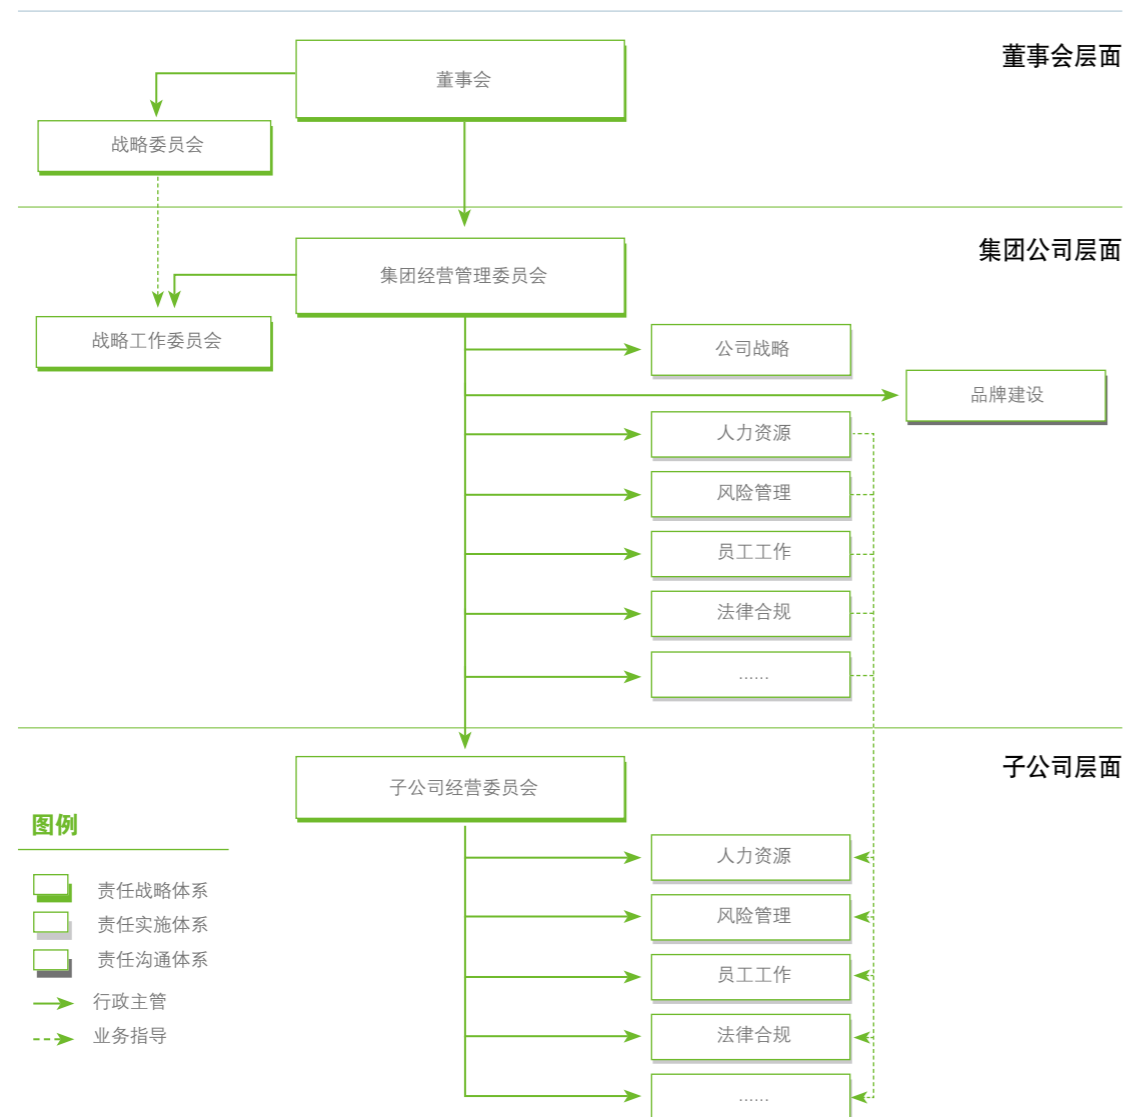 董事会层面
董事会
战略委员会
集团公司层面
集团经营管理委员会
战略工作委员会
公司战略
品牌建设
人力资源
风险管理
员工工作
法律合规
......
子公司层面
子公司经营委员会
人力资源
风险管理
员工工作
法律合规
......
图例
责任战略体系
责任实施体系
责任沟通体系
行政主管
业务指导